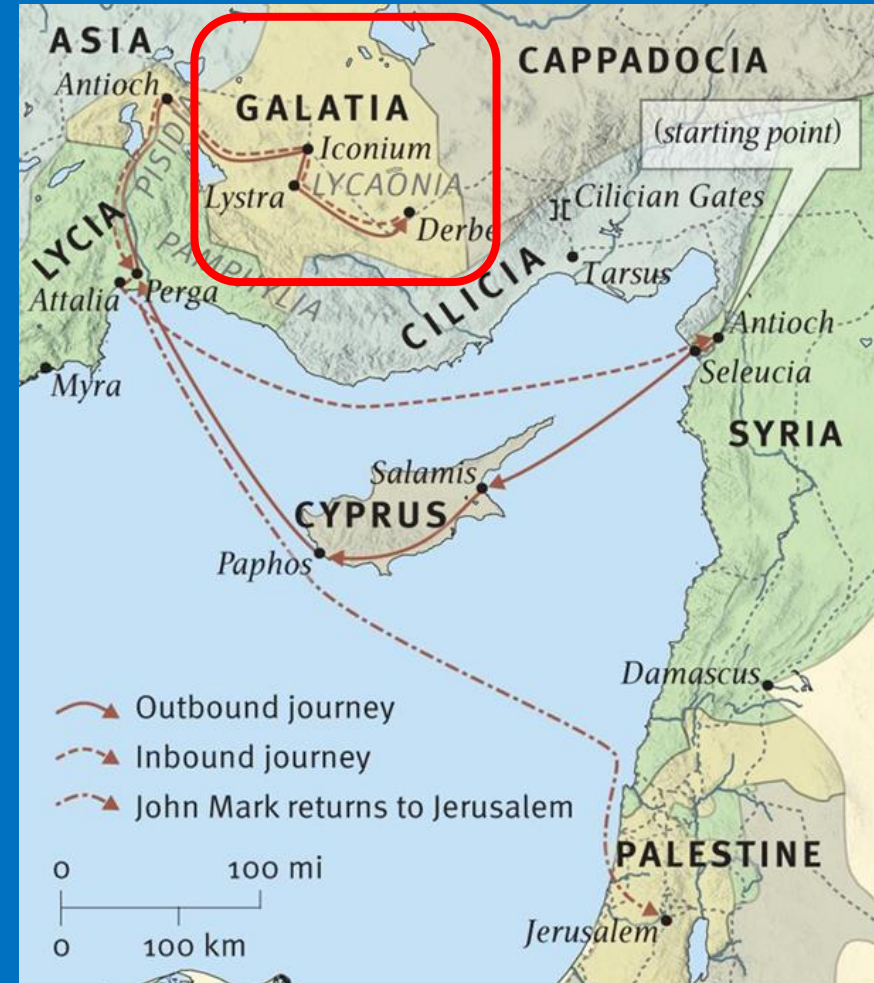 ASIA
CAPPADOCIA
Antioch
GALATIA
(starting point)
PISIDIA
Iconium
Lystra
LYCAONIA
Cilician Gates
Derbe
LYCIA
PAMPHYLIA
CILICIA
Tarsus
Attalia
Perga
Antioch
Myra
Seleucia
SYRIA
Salamis
CYPRUS
Paphos
Damascus
Outbound journey
Inbound journey
John Mark returns to Jerusalem
PALESTINE
0 100 mi
0 100 km
Jerusalem